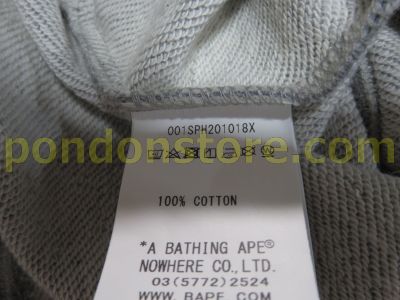 001SPH201018X
pondonstore.com
100% COTTON
*A BATHING APE®
NOWHERE CO.,LTD.
03(5772)2524
WWW.BAPE.COM